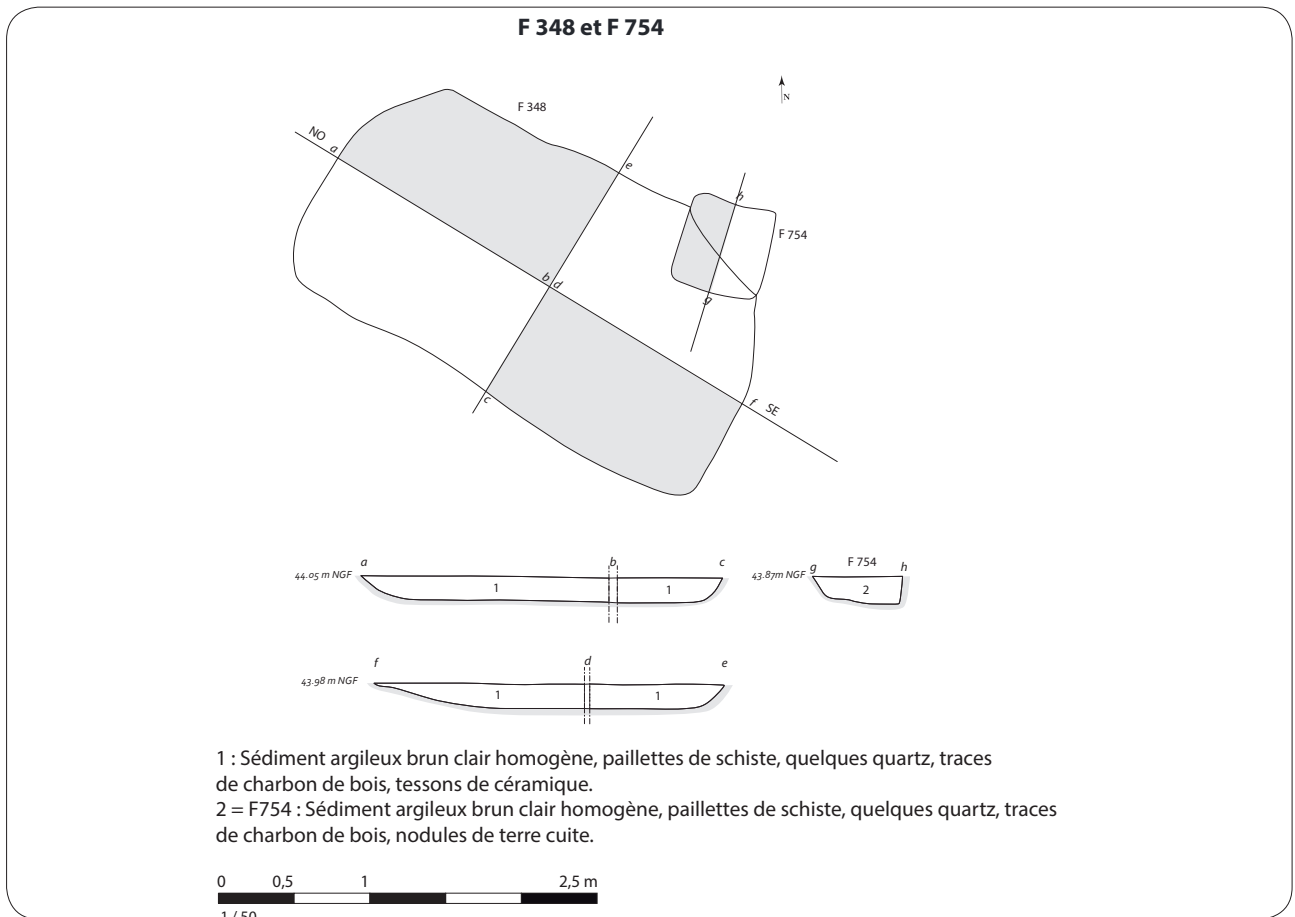 F 348 et F 754
N
F 348
NO a
e
h
F 754
b d
g
c
f SE
a b c
44.05 m NGF
1 1
F 754
g h
43.87m NGF
2
f d e
43.98 m NGF
1 1
1 : Sédiment argileux brun clair homogène, paillettes de schiste, quelques quartz, traces
de charbon de bois, tessons de céramique.
2 = F754 : Sédiment argileux brun clair homogène, paillettes de schiste, quelques quartz, traces
de charbon de bois, nodules de terre cuite.
0 0,5 1 2,5 m
1 / 50